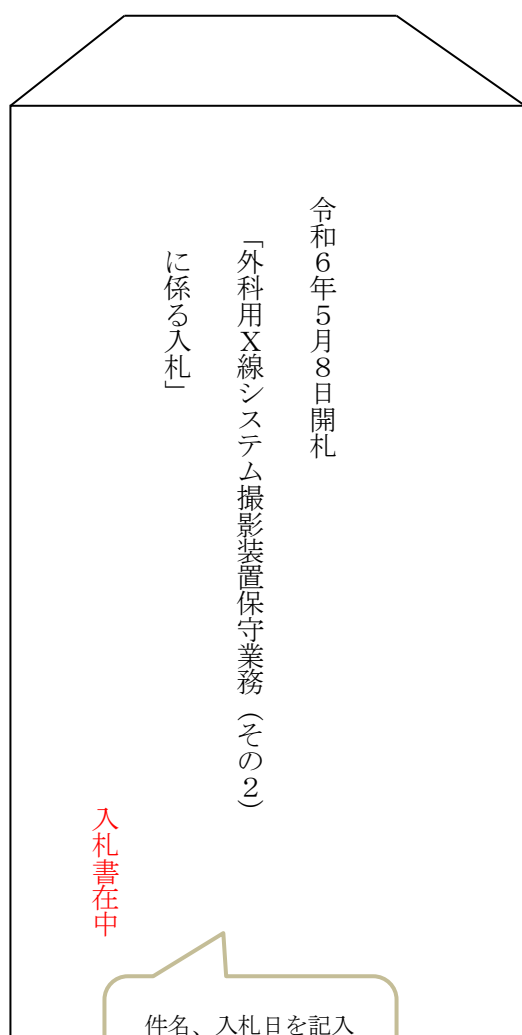 令和６年５月８日開札
「外科用Ｘ線システム撮影装置保守業務（その２）
に係る入札」
入札書在中
件名、入札日を記入